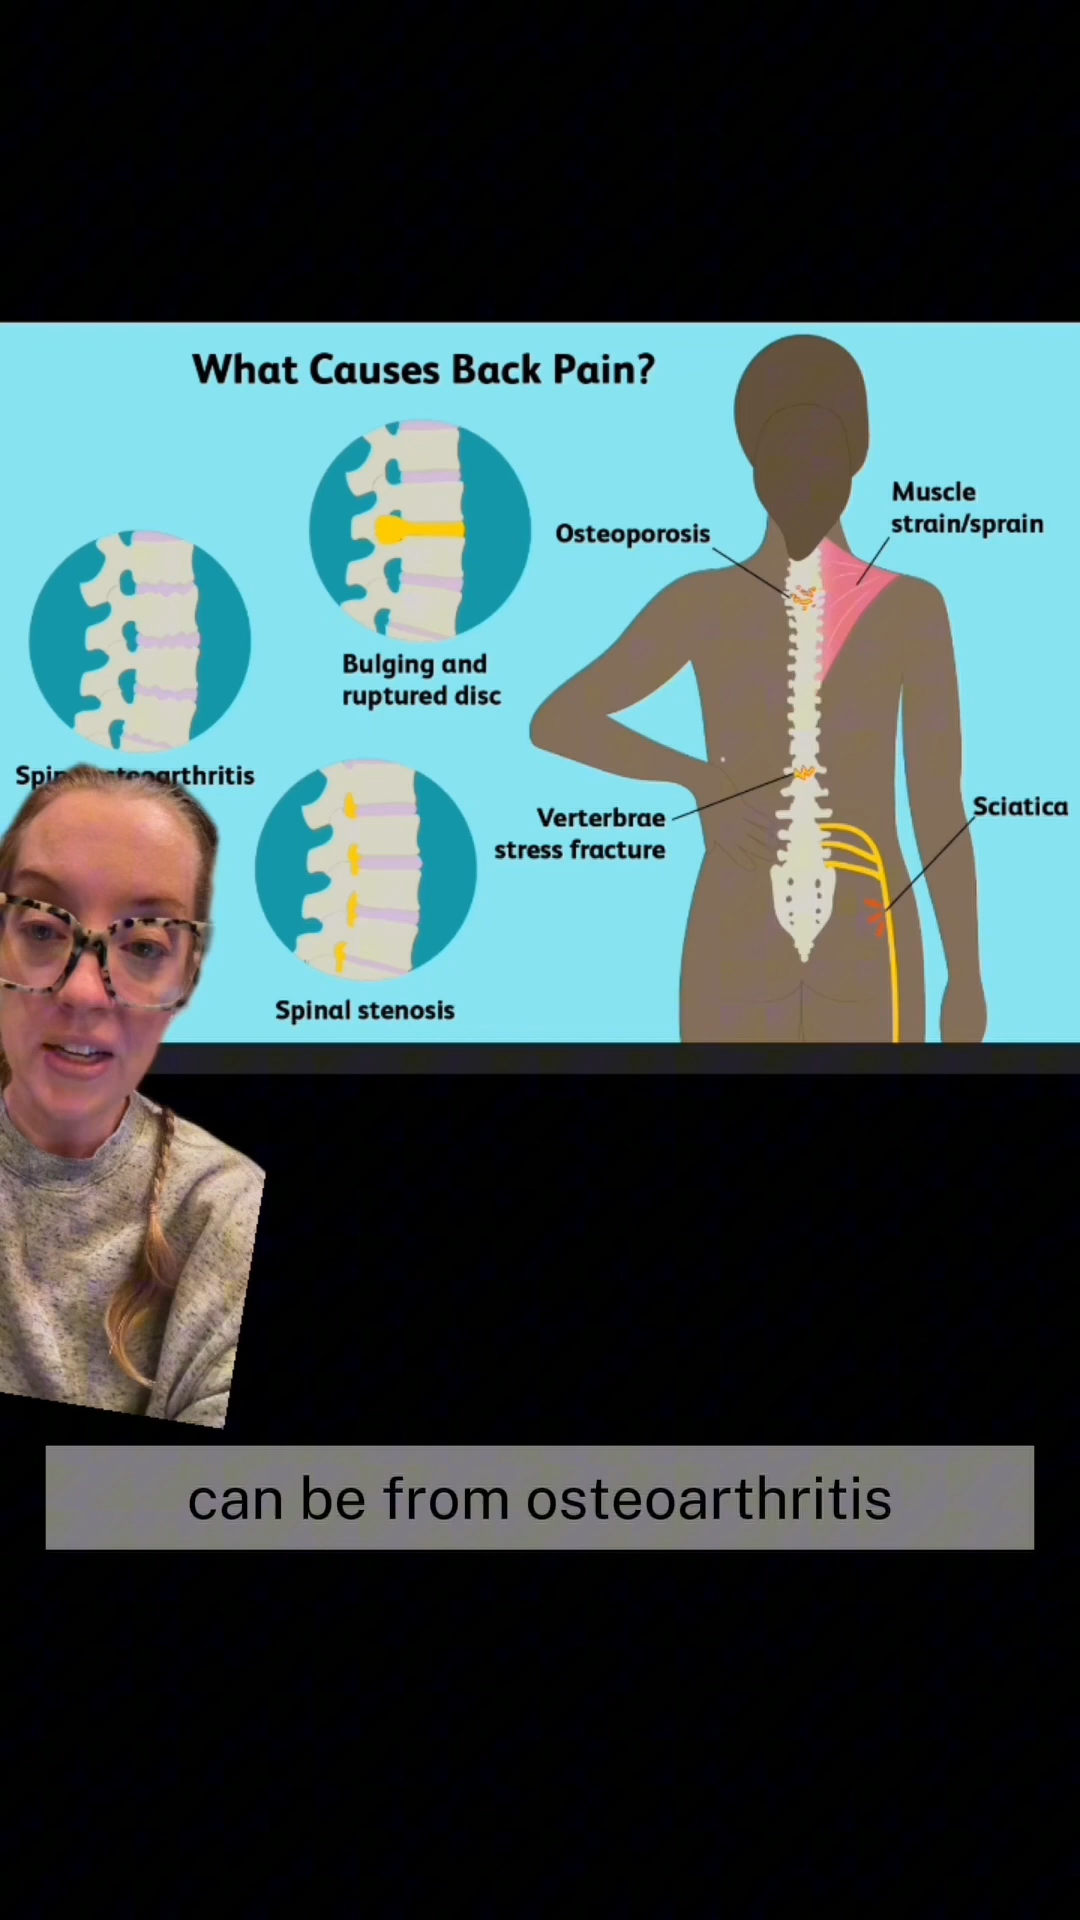 What Causes Back Pain?
Muscle
strain/sprain
Osteoporosis
Bulging and
ruptured disc
arthritis
Sciatica
Verterbrae
stress fracture
Spinal stenosis
can be from osteoarthritis